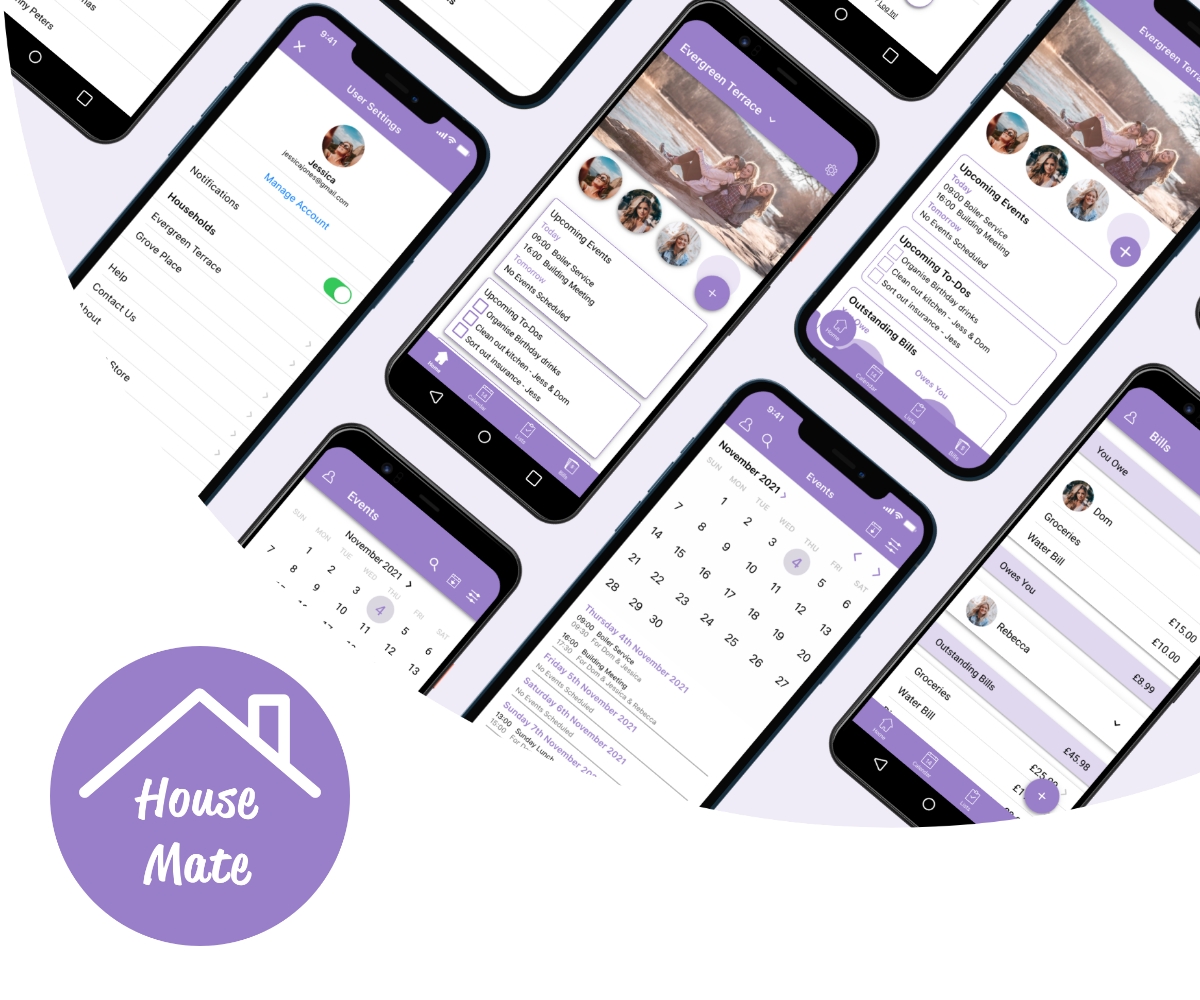 ny Peters
Log In!
9:41
User Settings
Jessica
jessicajones@gmail.com
Manage Account
Notifications
Households
Evergreen Terrace
Grove Place
Help
Contact Us
Store
Evergreen Terrace
Upcoming Events
Today
09:00 Boiler Service
16:00 Building Meeting
Tomorrow
No Events Scheduled
Upcoming To-Dos
Organise Birthday drinks
Clean out kitchen - Jess & Dom
Sort out insurance - Jess
Home
Calendar
Lists
Bills
Evergreen Terra
Upcoming Events
Today
09:00 Boiler Service
16:00 Building Meeting
Tomorrow
No Events Scheduled
Upcoming To-Dos
Organise Birthday drinks
Clean out kitchen - Jess & Dom
Sort out insurance - Jess
Outstanding Bills
Owe
Owes You
Home
Calendar
Lists
Bills
Events
November 2021
SUN MON TUE WED THU FRI SAT
1 2 3 4 5 6
7 8 9 10 11 12 13
9:41
Events
November 2021
SUN MON TUE WED THU FRI SAT
1 2 3 4 5 6
7 8 9 10 11 12 13
14 15 16 17 18 19 20
21 22 23 24 25 26 27
28 29 30
Thursday 4th November 2021
09:00 Boiler Service
09:30 For Dom & Jessica
16:00 Building Meeting
17:30 For Dom & Jessica & Rebecca
Friday 5th November 2021
No Events Scheduled
Saturday 6th November 2021
No Events Scheduled
Sunday 7th November 20
13:00 Sunday Lunch
15:00 For D
Bills
You Owe
Dom
Groceries £15.00
Water Bill £10.00
Owes You
Rebecca £8.99
Outstanding Bills £45.98
Groceries
Water Bill
Home
Calendar
Lists
House
Mate